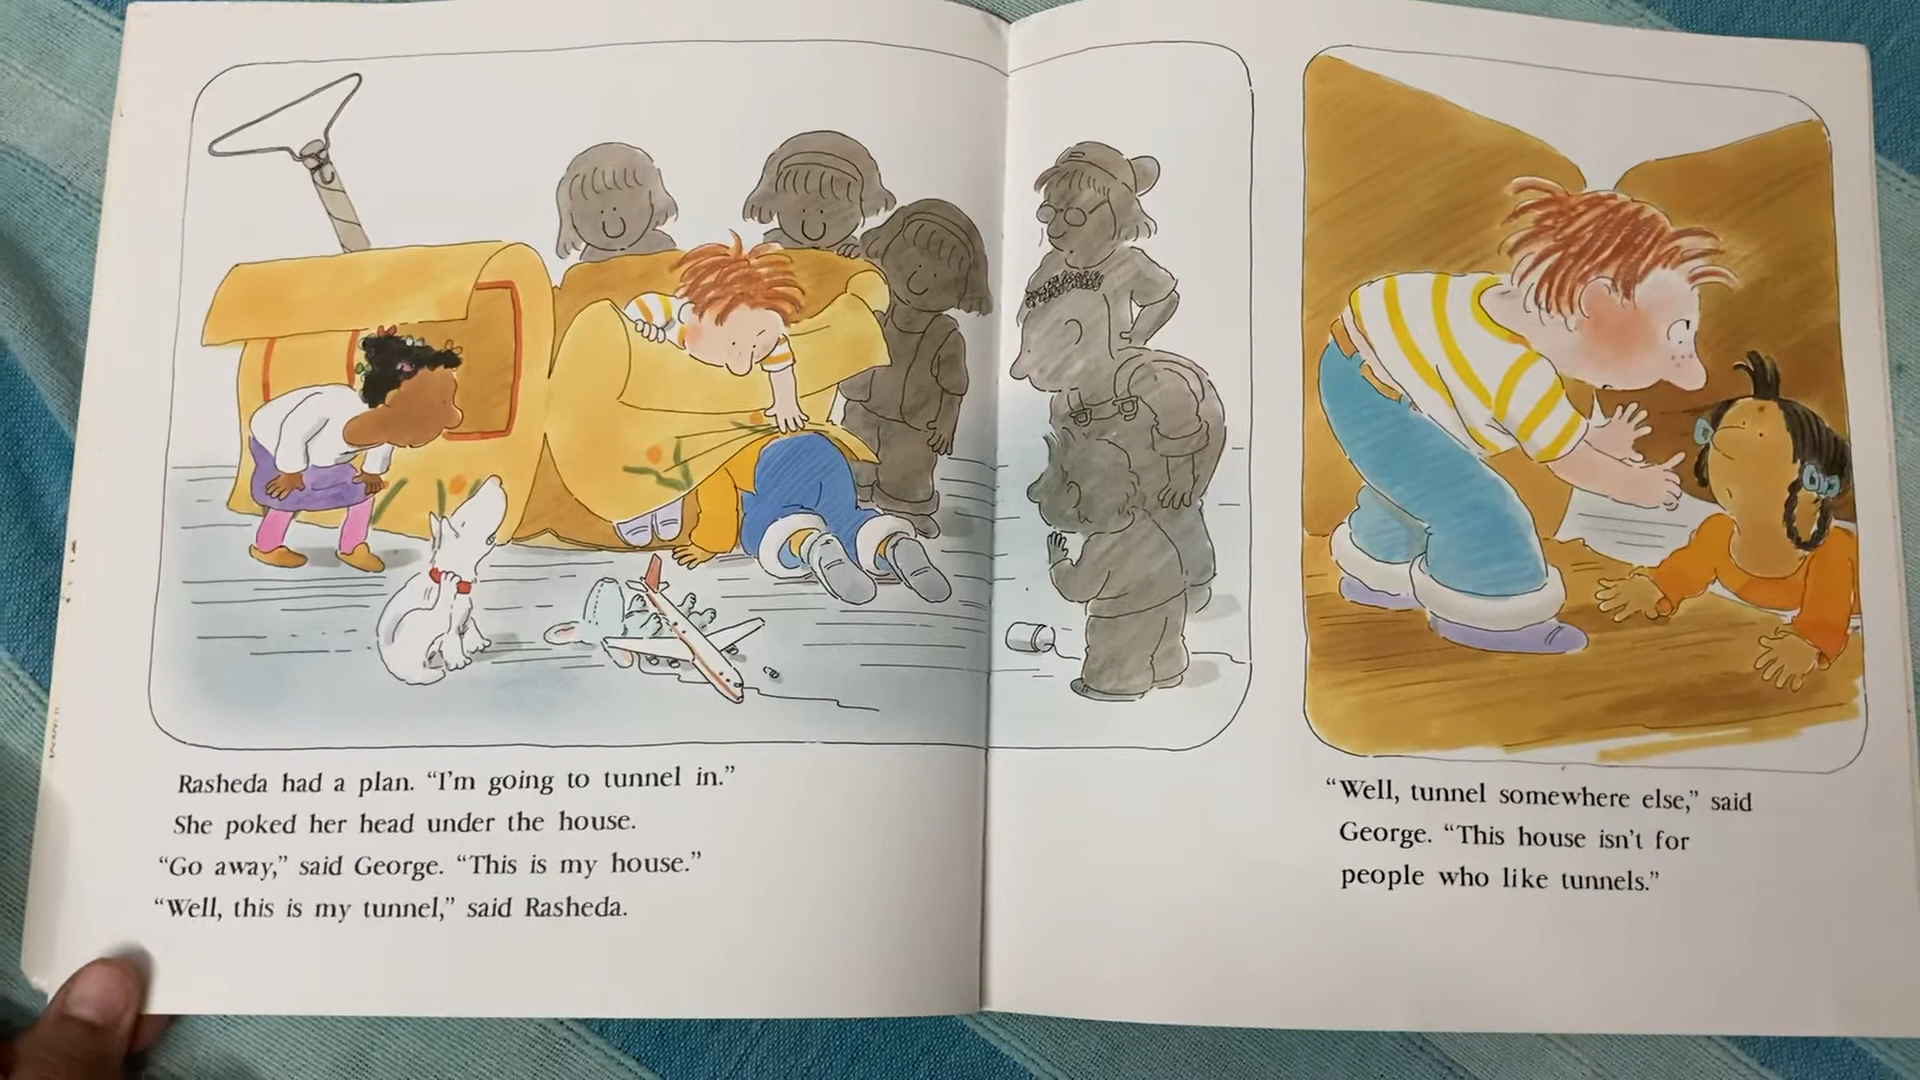 Rasheda had a plan. “I’m going to tunnel in.”
She poked her head under the house.
“Go away,” said George. “This is my house.”
“Well, this is my tunnel,” said Rasheda.
“Well, tunnel somewhere else,” said
George. “This house isn’t for
people who like tunnels.”